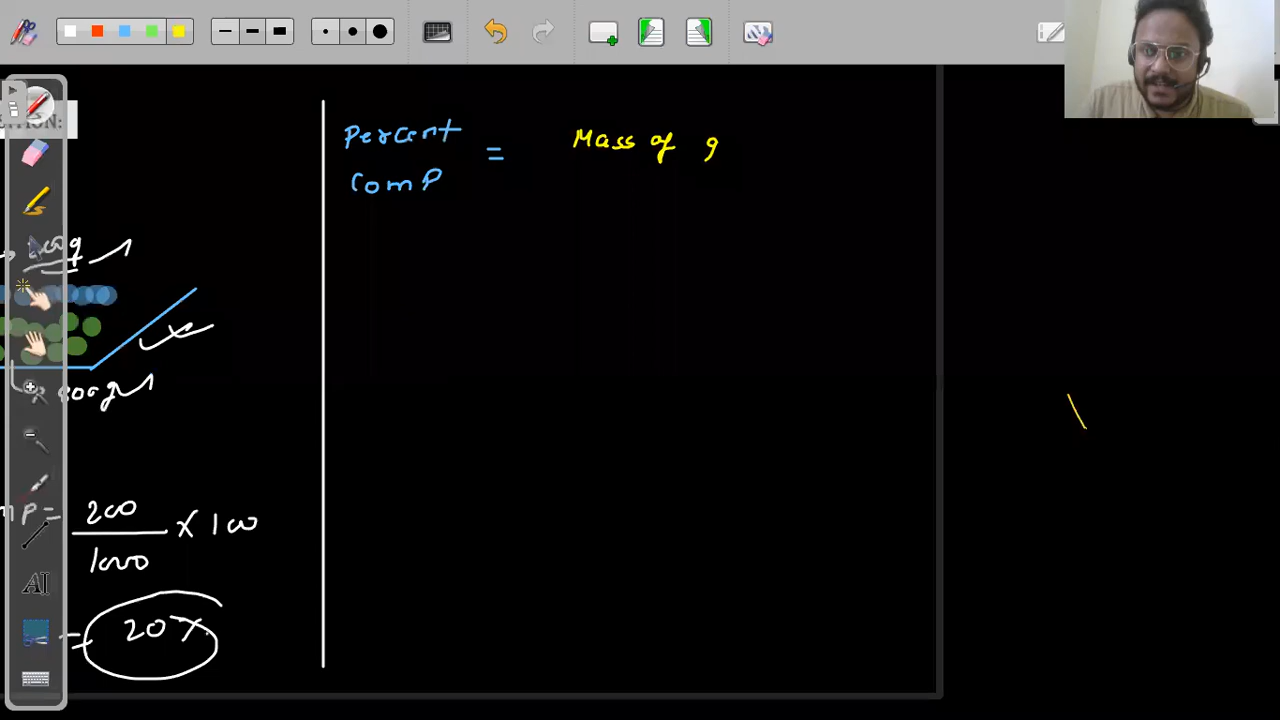 Percent
ComP
=
Mass of g
200
1000
× 100
= 20%